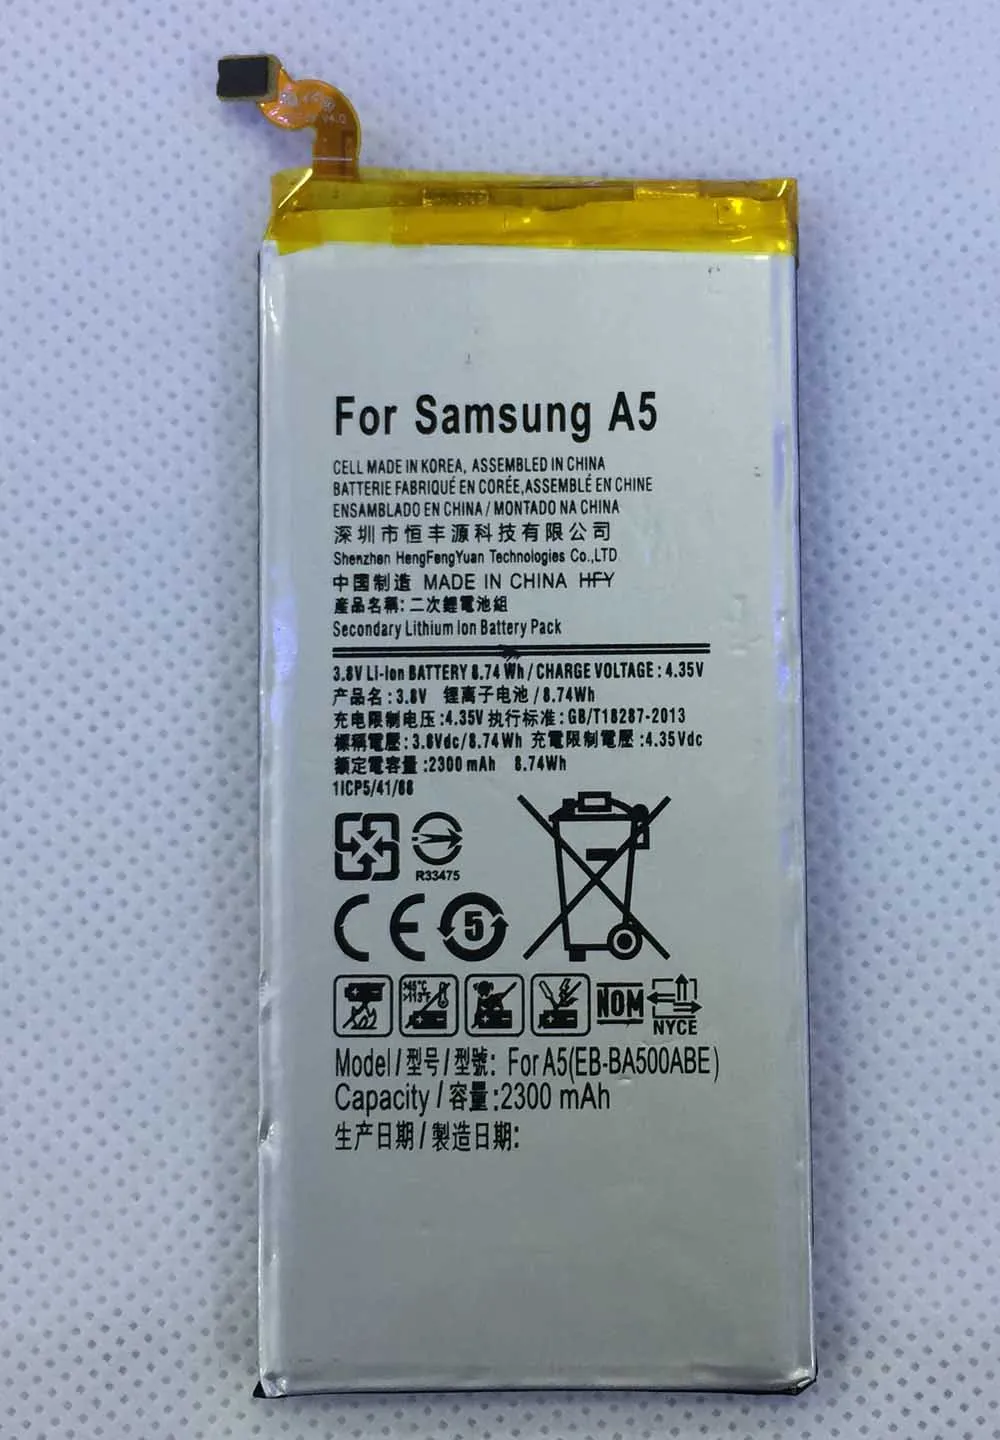 V4.0
For Samsung A5
CELL MADE IN KOREA, ASSEMBLED IN CHINA
BATTERIE FABRIQUÉ EN CORÉE,ASSEMBLÉ EN CHINE
ENSAMBLADO EN CHINA / MONTADO NA CHINA
深圳市恒丰源科技有限公司
Shenzhen HengFengYuan Technologies Co.,LTD
中国制造 MADE IN CHINA HFY
產品名稱:二次鋰電池組
Secondary Lithium Ion Battery Pack
3.8V Li-Ion BATTERY 8.74 Wh / CHARGE VOLTAGE : 4.35V
产品名:3.8V 锂离子电池/8.74Wh
充电限制电压:4.35V 执行标准:GB/T18287-2013
標稱電壓:3.8Vdc/8.74Wh 充電限制電壓:4.35Vdc
额定電容量:2300 mAh 8.74Wh
1ICP5/41/88
R33475
CE 5
>45°C
>113°F
NOM
NYCE
Model / 型号 / 型號: For A5(EB-BA500ABE)
Capacity / 容量:2300 mAh
生产日期 / 製造日期: